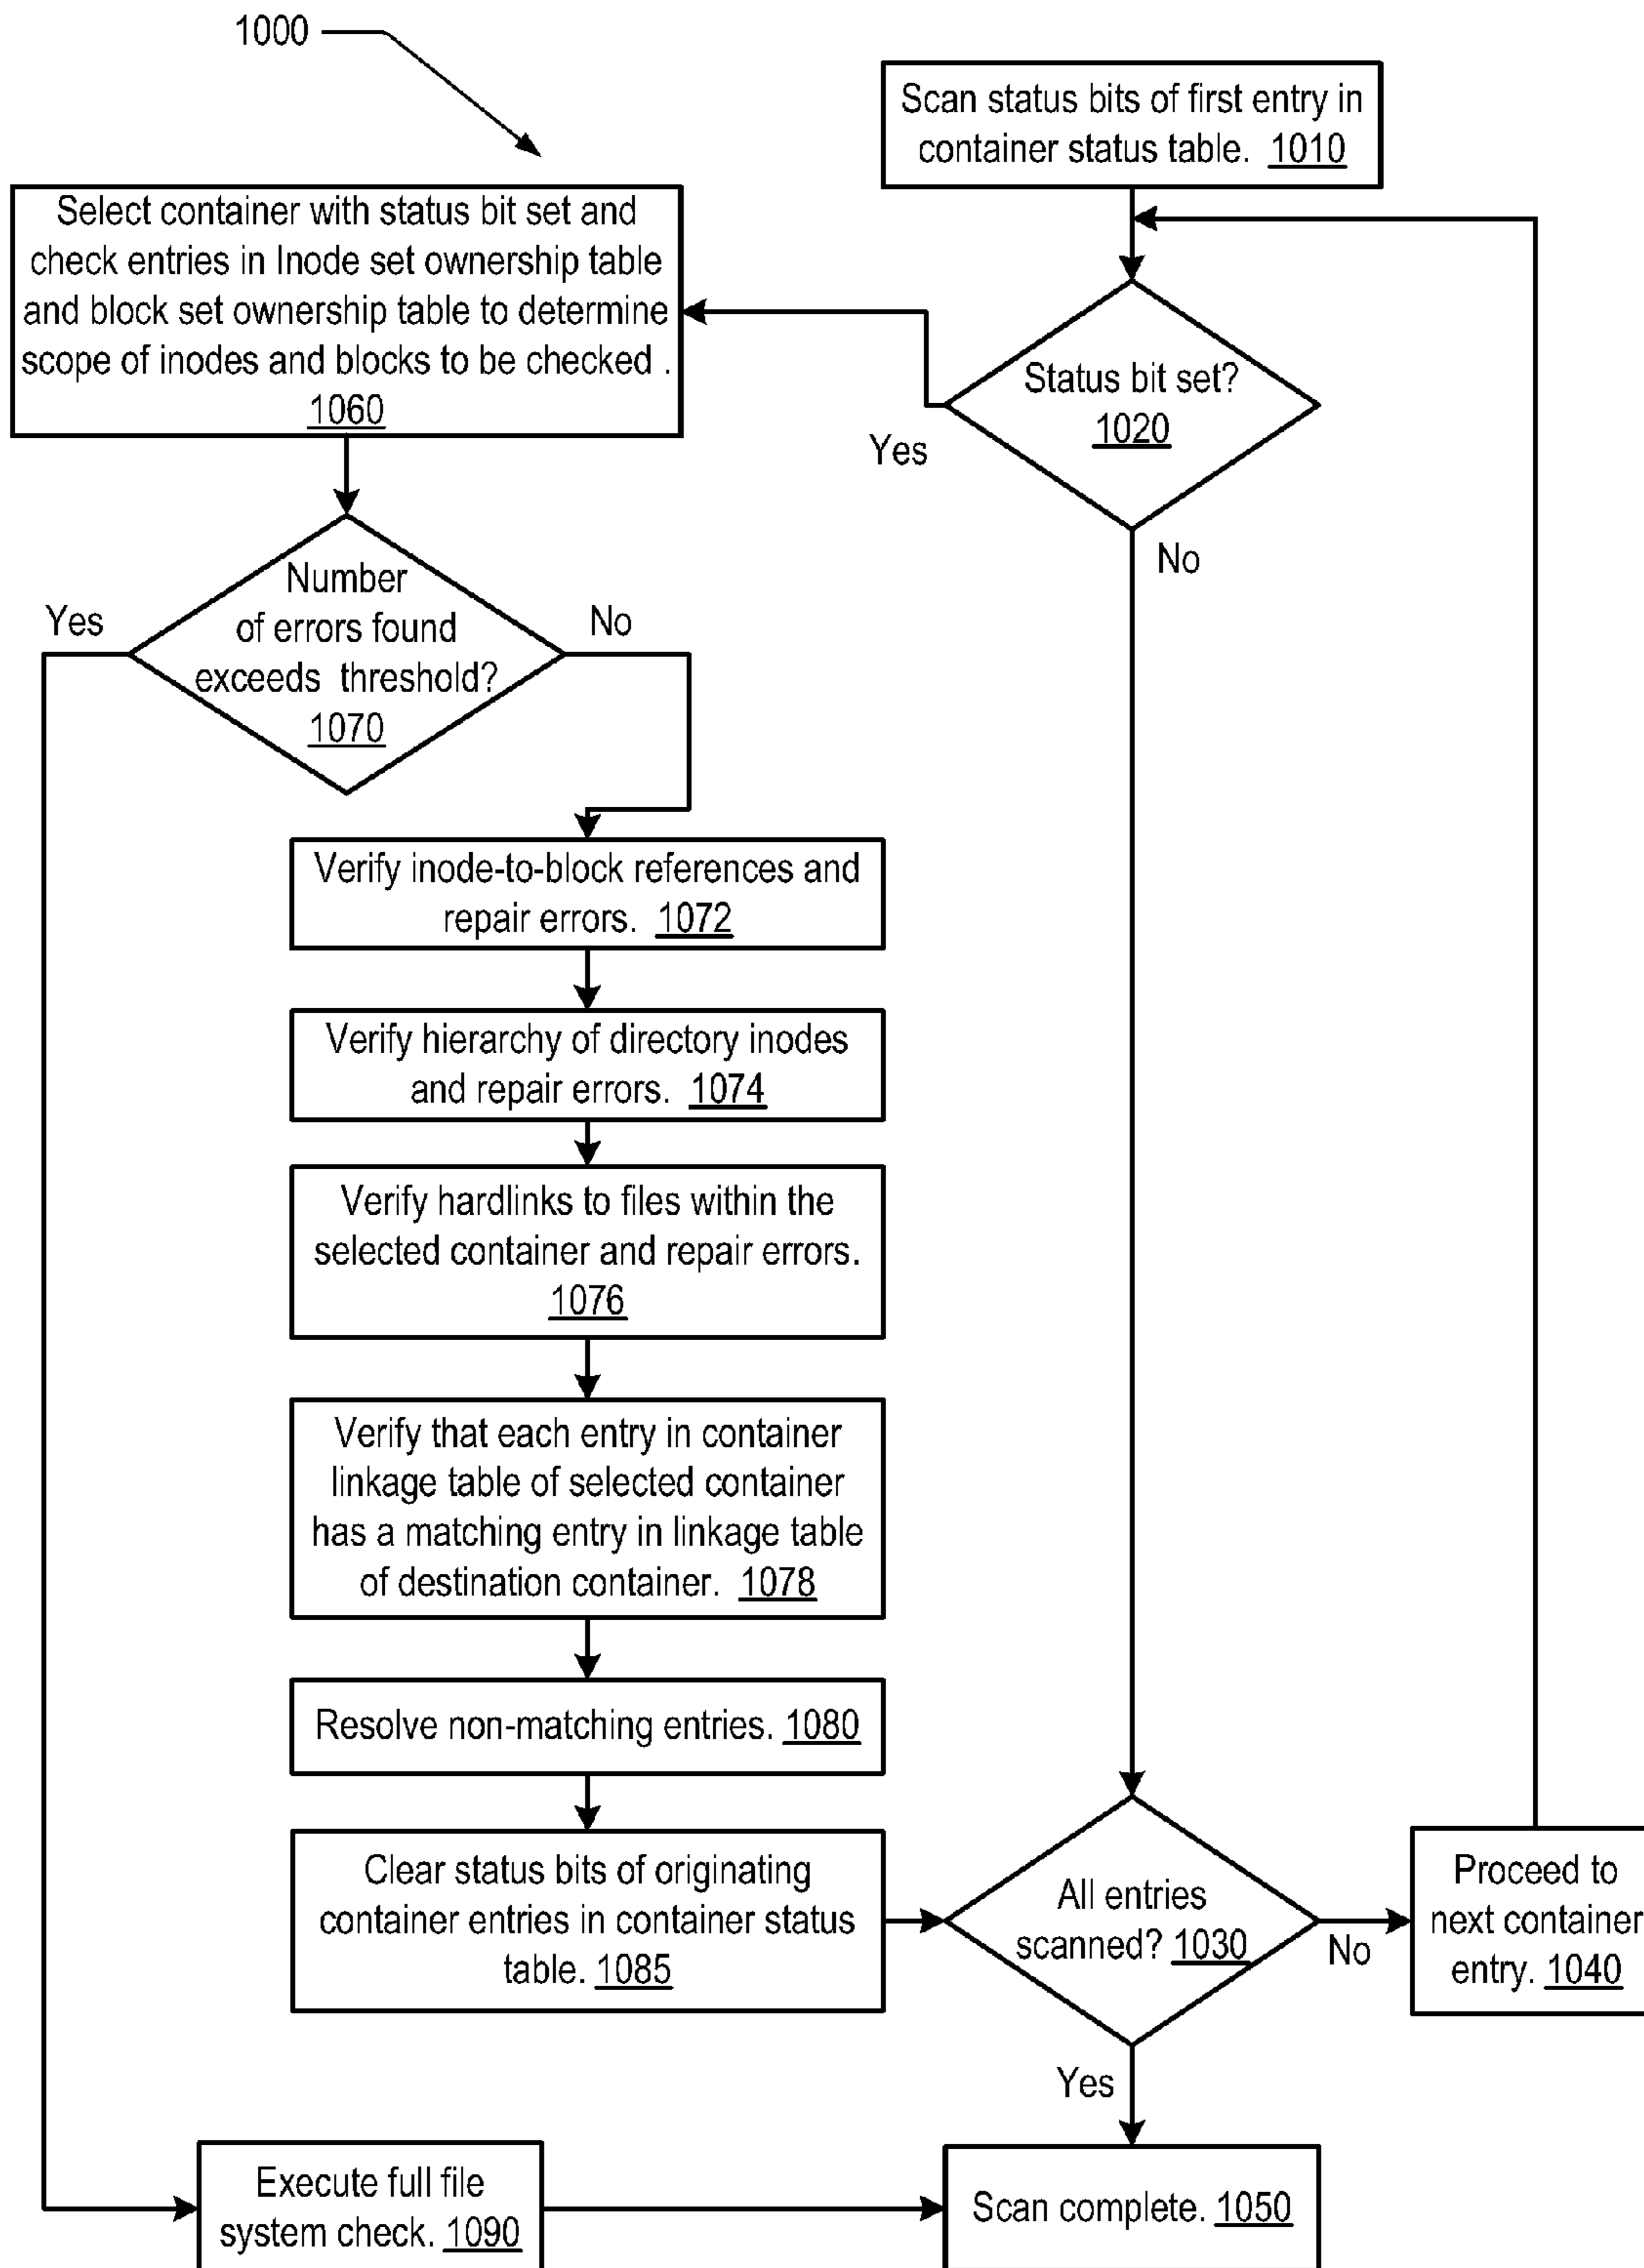 1000
Scan status bits of first entry in
container status table. 1010
Select container with status bit set and
check entries in Inode set ownership table
and block set ownership table to determine
scope of inodes and blocks to be checked .
1060
Status bit set?
1020
Yes
No
Number
of errors found
exceeds threshold?
1070
Yes
No
Verify inode-to-block references and
repair errors. 1072
Verify hierarchy of directory inodes
and repair errors. 1074
Verify hardlinks to files within the
selected container and repair errors.
1076
Verify that each entry in container
linkage table of selected container
has a matching entry in linkage table
of destination container. 1078
Resolve non-matching entries. 1080
Clear status bits of originating
container entries in container status
table. 1085
All entries
scanned? 1030
No
Proceed to
next container
entry. 1040
Yes
Execute full file
system check. 1090
Scan complete. 1050